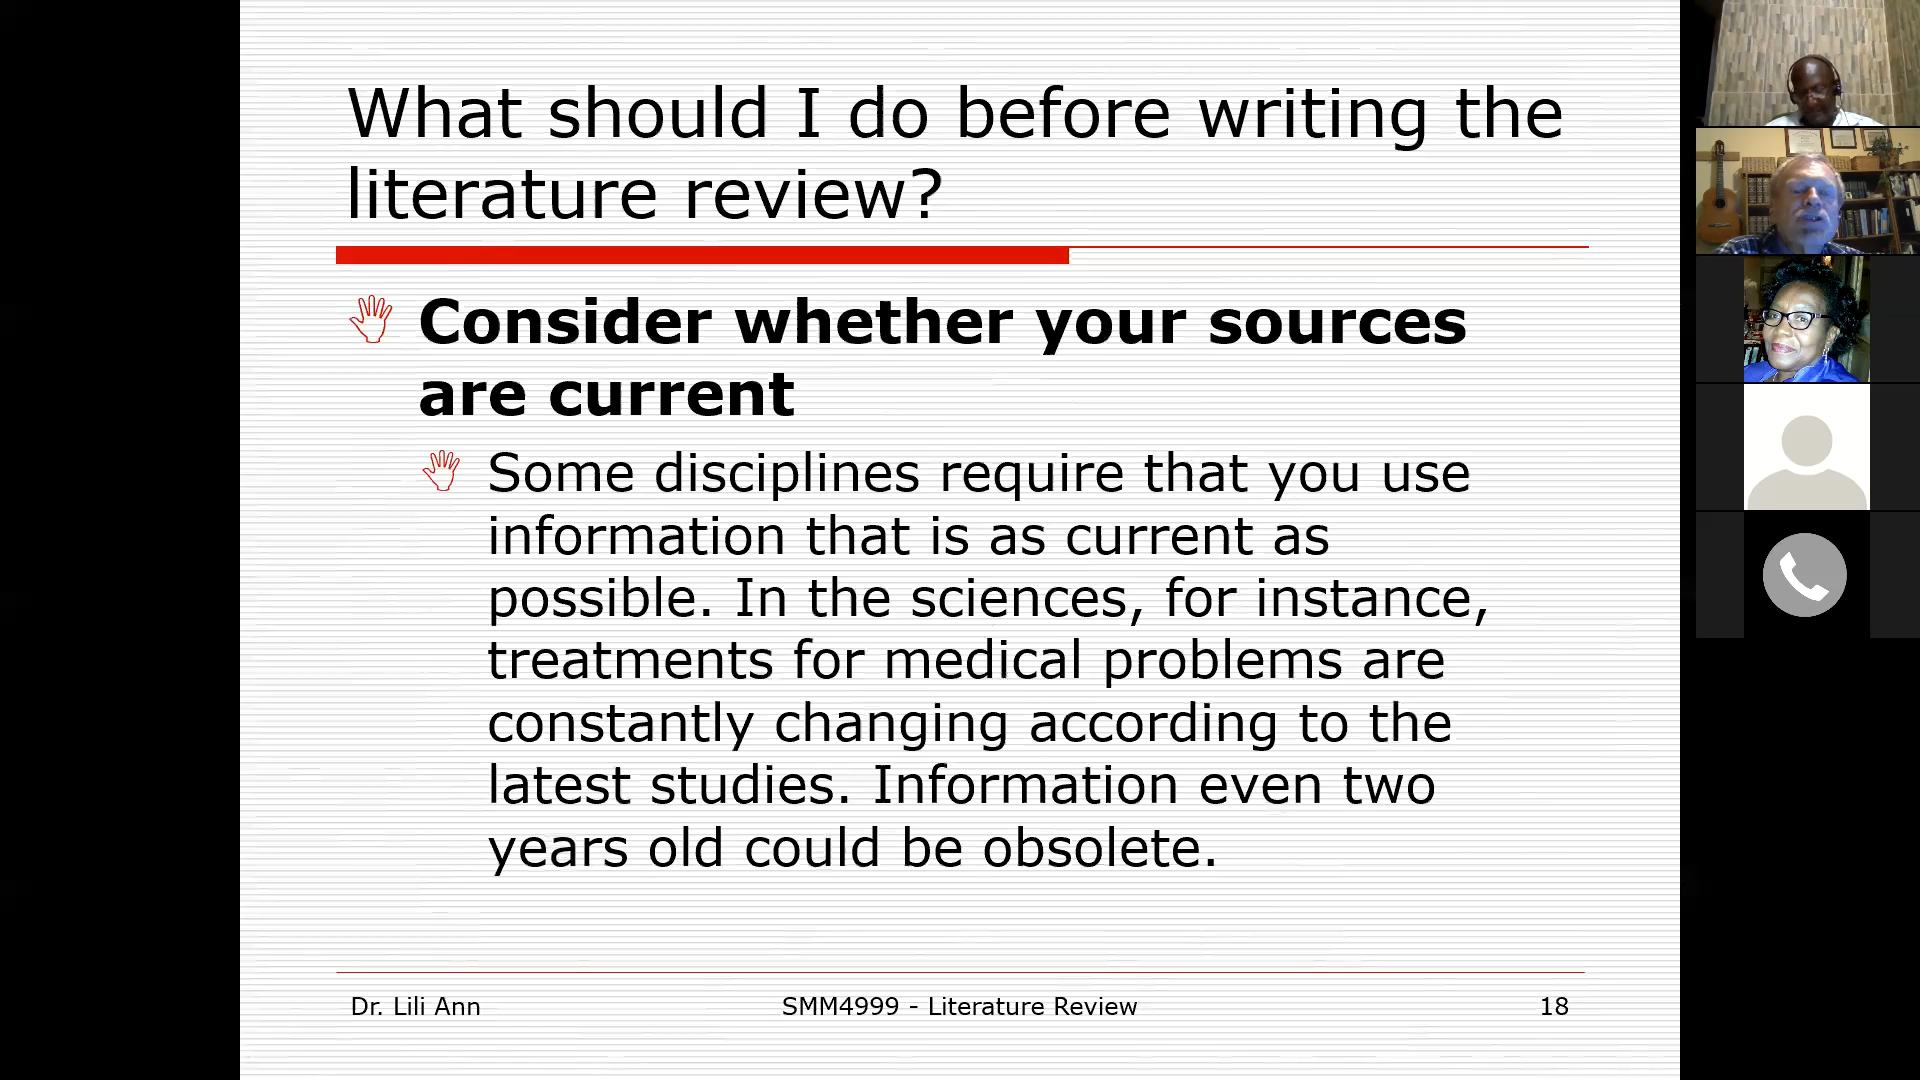 What should I do before writing the
literature review?
Consider whether your sources
are current
Some disciplines require that you use
information that is as current as
possible. In the sciences, for instance,
treatments for medical problems are
constantly changing according to the
latest studies. Information even two
years old could be obsolete.
Dr. Lili Ann
SMM4999 - Literature Review
18